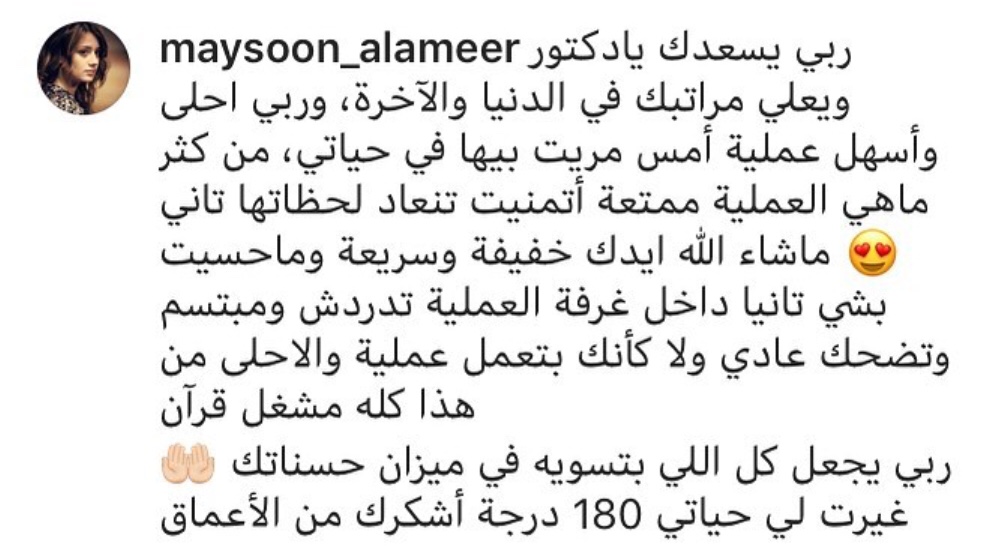 maysoon_alameer ربي يسعدك يادكتور
ويعلي مراتبك في الدنيا والآخرة، وربي احلى
وأسهل عملية أمس مريت بيها في حياتي، من كثر
ماهي العملية ممتعة أتمنيت تنعاد لحظاتها تاني
😍 ماشاء الله ايدك خفيفة وسريعة وماحسيت
بشي تانيا داخل غرفة العملية تدردش ومبتسم
وتضحك عادي ولا كأنك بتعمل عملية والاحلى من
هذا كله مشغل قرآن
ربي يجعل كل اللي بتسويه في ميزان حسناتك 🤲🏻
غيرت لي حياتي 180 درجة أشكرك من الأعماق